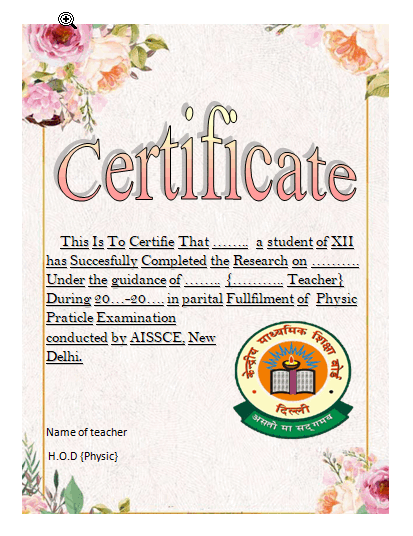 Certificate
This Is To Certifie That ........ a student of XII
has Succesfully Completed the Research on ..........
Under the guidance of ........ {........... Teacher}
During 20...-20.... in parital Fullfilment of Physic
Praticle Examination
conducted by AISSCE, New
Delhi.
केन्द्रीय माध्यमिक शिक्षा बोर्ड
दिल्ली
असतो मा सद्गमय
Name of teacher
H.O.D {Physic}